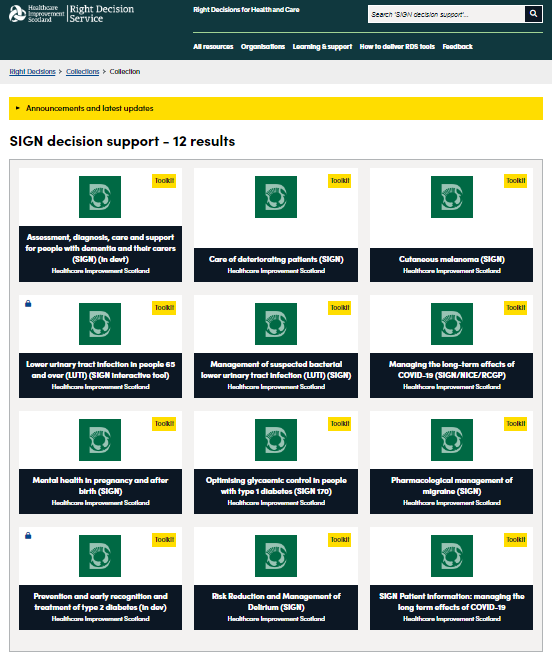 Healthcare
Improvement
Scotland
Right Decision
Service
Right Decisions for Health and Care
Search 'SIGN decision support'...
All resources Organisations Learning & support How to deliver RDS tools Feedback
Right Decisions > Collections > Collection
Announcements and latest updates
SIGN decision support - 12 results
Toolkit Toolkit Toolkit
Assessment, diagnosis, care and support
for people with dementia and their carers
(SIGN) (in devt)
Healthcare Improvement Scotland
Care of deteriorating patients (SIGN)
Healthcare Improvement Scotland
Cutaneous melanoma (SIGN)
Healthcare Improvement Scotland
Toolkit Toolkit Toolkit
Lower urinary tract infection in people 65
and over (LUTI) (SIGN interactive tool)
Healthcare Improvement Scotland
Management of suspected bacterial
lower urinary tract infection (LUTI) (SIGN)
Healthcare Improvement Scotland
Managing the long-term effects of
COVID-19 (SIGN/NICE/RCGP)
Healthcare Improvement Scotland
Toolkit Toolkit Toolkit
Mental health in pregnancy and after
birth (SIGN)
Healthcare Improvement Scotland
Optimising glycaemic control in people
with type 1 diabetes (SIGN 170)
Healthcare Improvement Scotland
Pharmacological management of
migraine (SIGN)
Healthcare Improvement Scotland
Toolkit Toolkit Toolkit
Prevention and early recognition and
treatment of type 2 diabetes (in dev)
Healthcare Improvement Scotland
Risk Reduction and Management of
Delirium (SIGN)
Healthcare Improvement Scotland
SIGN Patient information: managing the
long term effects of COVID-19
Healthcare Improvement Scotland